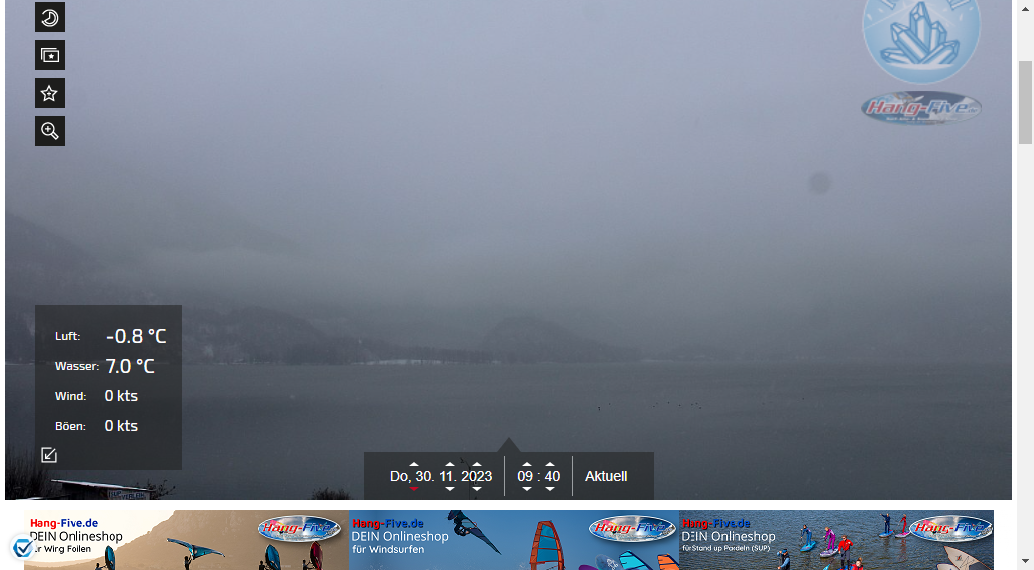 Hang-Five
Luft: -0.8 °C
Wasser: 7.0 °C
Wind: 0 kts
Böen: 0 kts
Do, 30. 11. 2023 09 : 40 Aktuell
Hang-Five.de
DEIN Onlineshop
für Wing Foilen
Hang-Five
Hang-Five.de
DEIN Onlineshop
für Windsurfen
Hang-Five
Hang-Five.de
DEIN Onlineshop
für Stand up Paddeln (SUP)
Hang-Five